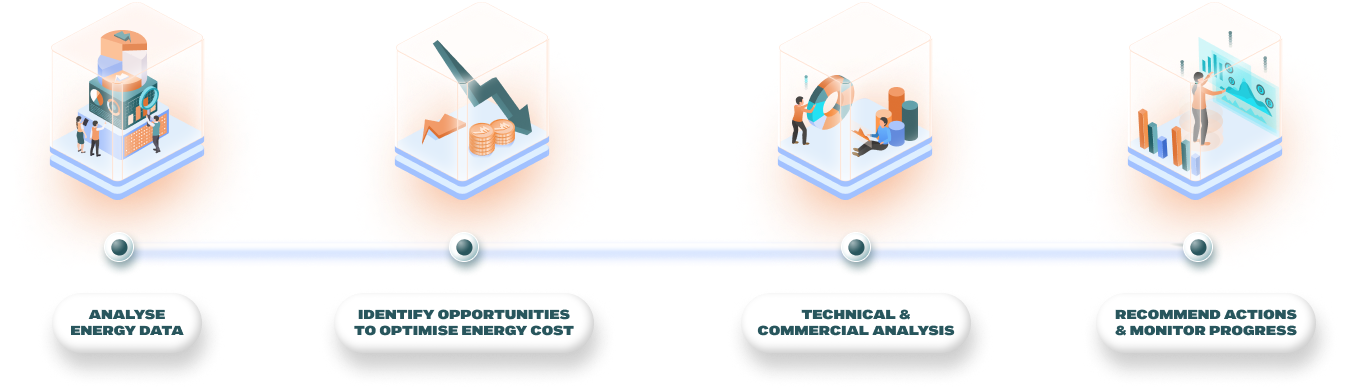 ANALYSE
ENERGY DATA
IDENTIFY OPPORTUNITIES
TO OPTIMISE ENERGY COST
TECHNICAL &
COMMERCIAL ANALYSIS
RECOMMEND ACTIONS
& MONITOR PROGRESS